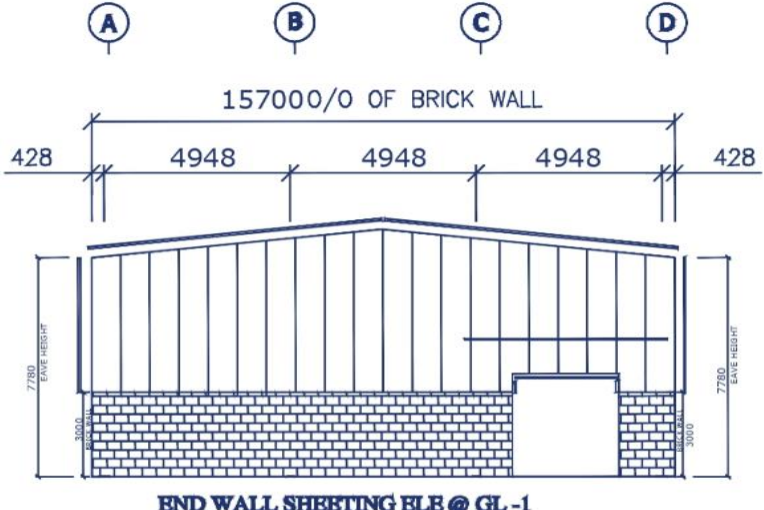 A B C D
157000/0 OF BRICK WALL
428 4948 4948 4948 428
7780
EAVE HEIGHT
3000
BRICK WALL
7780
EAVE HEIGHT
3000
BRICK WALL
END WALL SHEETING ELE @ GL -1